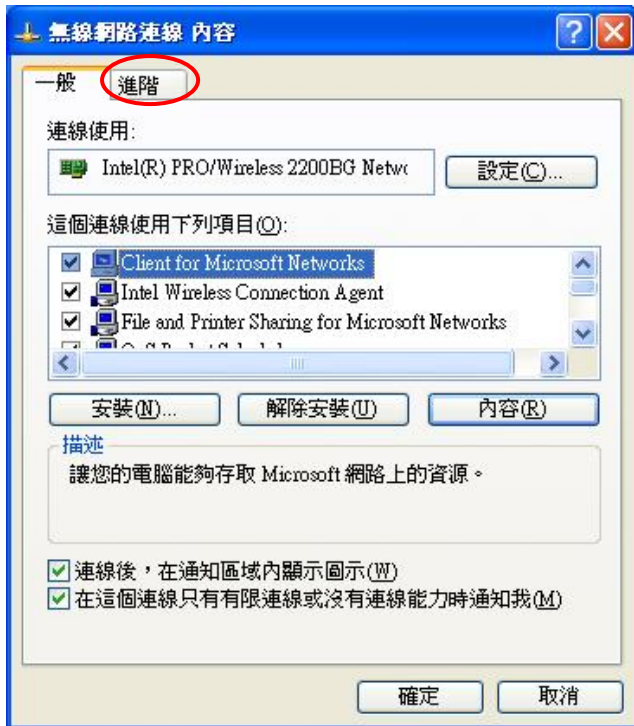 無線網路連線 內容
一般
進階
連線使用:
Intel(R) PRO/Wireless 2200BG Netw
設定(C)...
這個連線使用下列項目(O):
Client for Microsoft Networks
Intel Wireless Connection Agent
File and Printer Sharing for Microsoft Networks
安裝(N)...
解除安裝(U)
內容(R)
描述
讓您的電腦能夠存取 Microsoft 網路上的資源。
連線後，在通知區域內顯示圖示(W)
在這個連線只有有限連線或沒有連線能力時通知我(M)
確定
取消